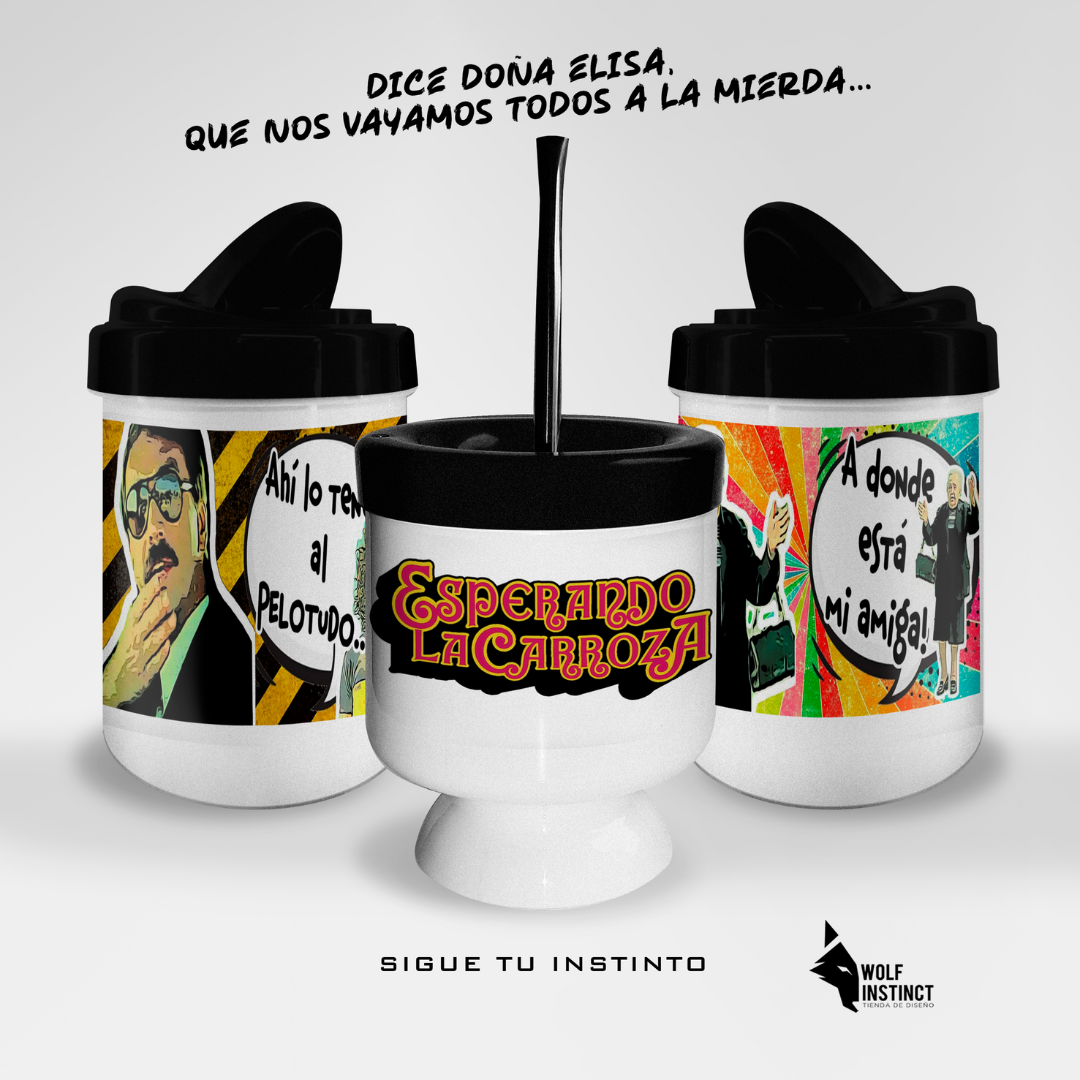 DICE DOÑA ELISA,
QUE NOS VAYAMOS TODOS A LA MIERDA...
Ahí lo
al
PELOTUDO..
ESPERANDO
LA CARROZA
A donde
está
mi amiga!
SIGUE TU INSTINTO
WOLF
INSTINCT
TIENDA DE DISEÑO